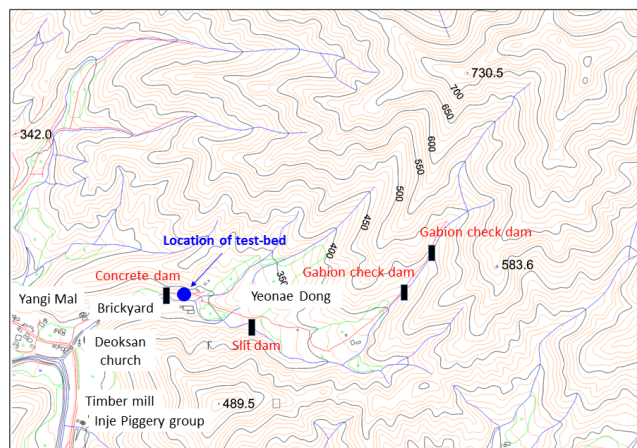 730.5
700
650
600
550
500
450
400
350
342.0
Gabion check dam
Location of test-bed
583.6
Concrete dam
Gabion check dam
Yangi Mal
Brickyard
Yeonae Dong
Deoksan
church
Slit dam
Timber mill
489.5
Inje Piggery group